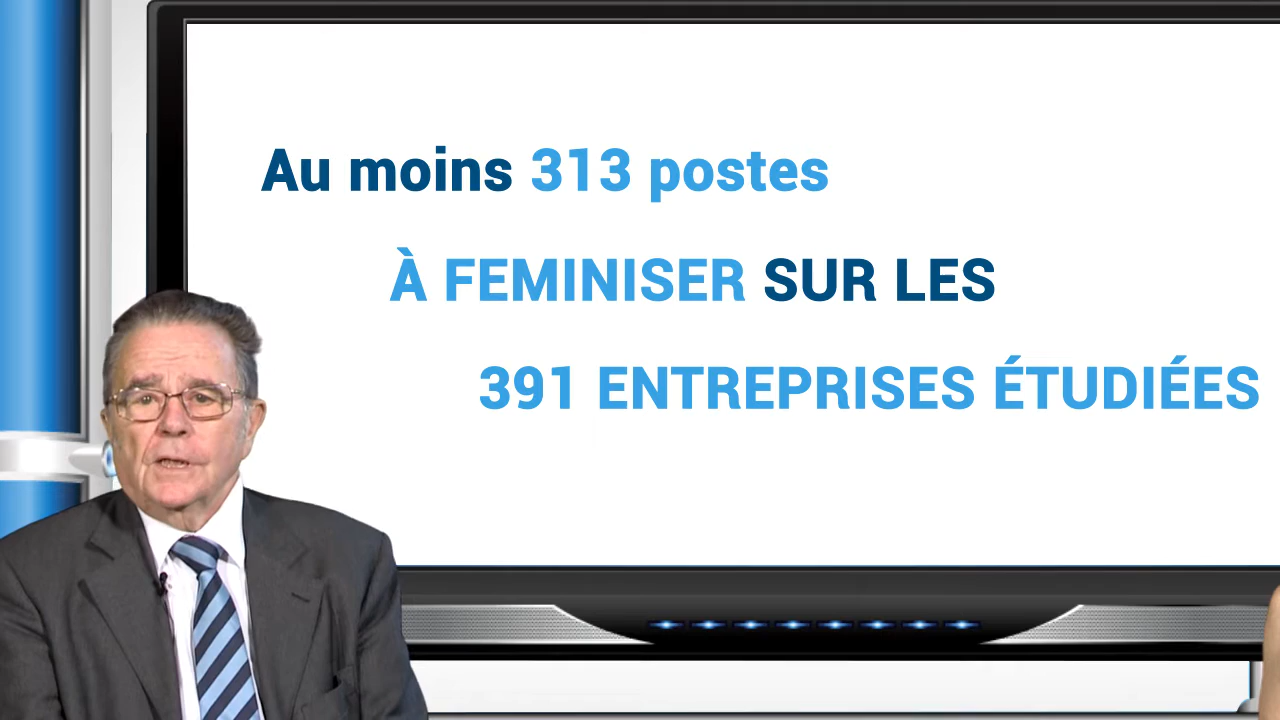 Au moins 313 postes
À FEMINISER SUR LES
391 ENTREPRISES ÉTUDIÉES